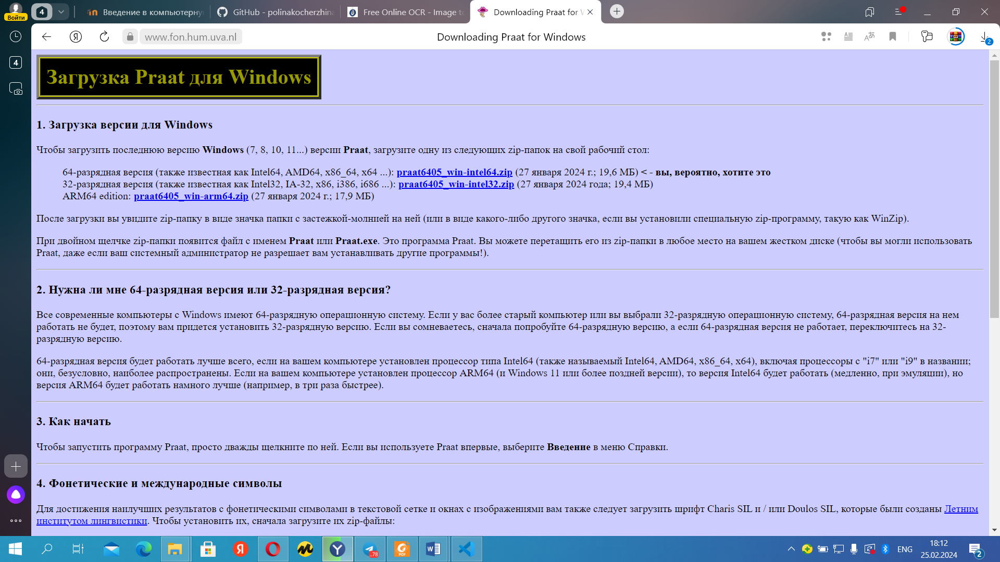 4
Введение в компьютерну
GitHub - polinakocherzhina
Free Online OCR - Image to
Downloading Praat for W
Войти
www.fon.hum.uva.nl
Downloading Praat for Windows
2
4
Загрузка Praat для Windows
1. Загрузка версии для Windows
Чтобы загрузить последнюю версию Windows (7, 8, 10, 11...) версии Praat, загрузите одну из следующих zip-папок на свой рабочий стол:
64-разрядная версия (также известная как Intel64, AMD64, x86_64, x64 ...): praat6405_win-intel64.zip (27 января 2024 г.; 19,6 МБ) < - вы, вероятно, хотите это
32-разрядная версия (также известная как Intel32, IA-32, x86, i386, i686 ...): praat6405_win-intel32.zip (27 января 2024 года; 19,4 МБ)
ARM64 edition: praat6405_win-arm64.zip (27 января 2024 г.; 17,9 МБ)
После загрузки вы увидите zip-папку в виде значка папки с застежкой-молнией на ней (или в виде какого-либо другого значка, если вы установили специальную zip-программу, такую как WinZip).
При двойном щелчке zip-папки появится файл с именем Praat или Praat.exe. Это программа Praat. Вы можете перетащить его из zip-папки в любое место на вашем жестком диске (чтобы вы могли использовать
Praat, даже если ваш системный администратор не разрешает вам устанавливать другие программы!).
2. Нужна ли мне 64-разрядная версия или 32-разрядная версия?
Все современные компьютеры с Windows имеют 64-разрядную операционную систему. Если у вас более старый компьютер или вы выбрали 32-разрядную операционную систему, 64-разрядная версия на нем
работать не будет, поэтому вам придется установить 32-разрядную версию. Если вы сомневаетесь, сначала попробуйте 64-разрядную версию, а если 64-разрядная версия не работает, переключитесь на 32-
разрядную версию.
64-разрядная версия будет работать лучше всего, если на вашем компьютере установлен процессор типа Intel64 (также называемый Intel64, AMD64, x86_64, x64), включая процессоры с "i7" или "i9" в названии;
они, безусловно, наиболее распространены. Если на вашем компьютере установлен процессор ARM64 (и Windows 11 или более поздней версии), то версия Intel64 будет работать (медленно, при эмуляции), но
версия ARM64 будет работать намного лучше (например, в три раза быстрее).
3. Как начать
Чтобы запустить программу Praat, просто дважды щелкните по ней. Если вы используете Praat впервые, выберите Введение в меню Справки.
4. Фонетические и международные символы
Для достижения наилучших результатов с фонетическими символами в текстовой сетке и окнах с изображениями вам также следует загрузить шрифт Charis SIL и / или Doulos SIL, которые были созданы Летним
институтом лингвистики. Чтобы установить их, сначала загрузите их zip-файлы:
..78
PDF
ENG
18:12
25.02.2024
2